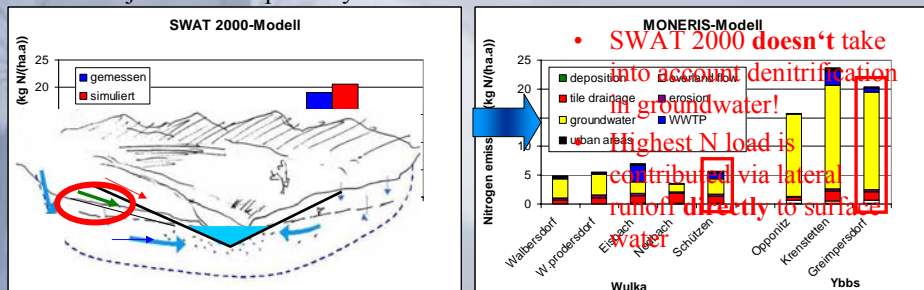 SWAT 2000-Modell
(kg N/(ha.a))
25
20
gemessen
simuliert
MONERIS-Modell
Nitrogen emiss
(kg N/(ha.a))
25
20
15
10
5
0
deposition
overland flow
tile drainage
erosion
groundwater
WWTP
urban areas
• SWAT 2000 doesn‘t take
into account denitrification
in groundwater!
• Highest N load is
contributed via lateral
runoff directly to surface
water
Walbersdorf
W.prodersdorf
Eisbach
Nodbach
Schützen
Opponitz
Krenstetten
Greimpersdorf
Wulka
Ybbs